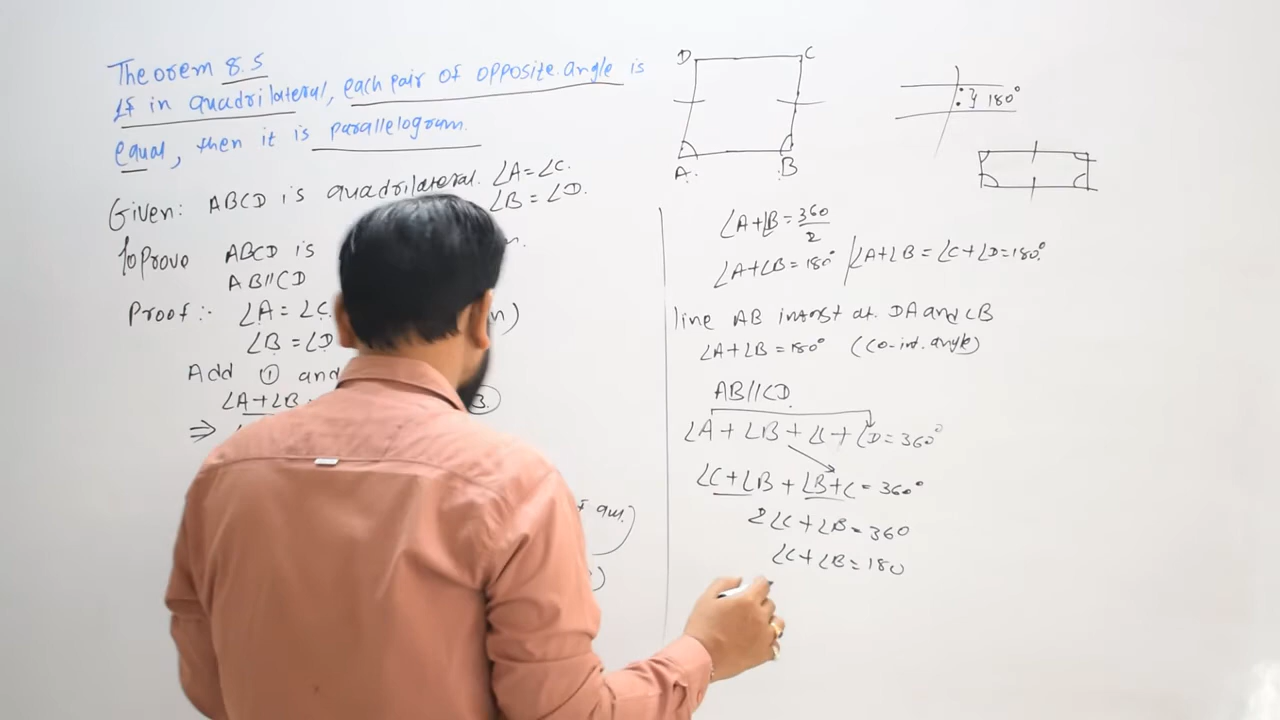 Theorem 8.5
If in quadrilateral, each pair of opposite angle is
equal, then it is parallelogram.
Given: ABCD is quadrilateral. ∠A=∠C.
∠B=∠D.
To Prove ABCD is
AB//CD
Proof:- ∠A = ∠C
∠B = ∠D
Add ① and
∠A+∠B
⇒
D C
A B
} 180°
∠A+∠B = 360/2
∠A+∠B = 180° / ∠A+∠B = ∠C+∠D=180°
line AB at DA and CB
∠A+∠B = 180° (co-int. angle)
AB//CD.
∠A + ∠B + ∠D = 360°
∠C+∠B + ∠B+C = 360°
2∠C+∠B = 360
∠C+∠B = 180